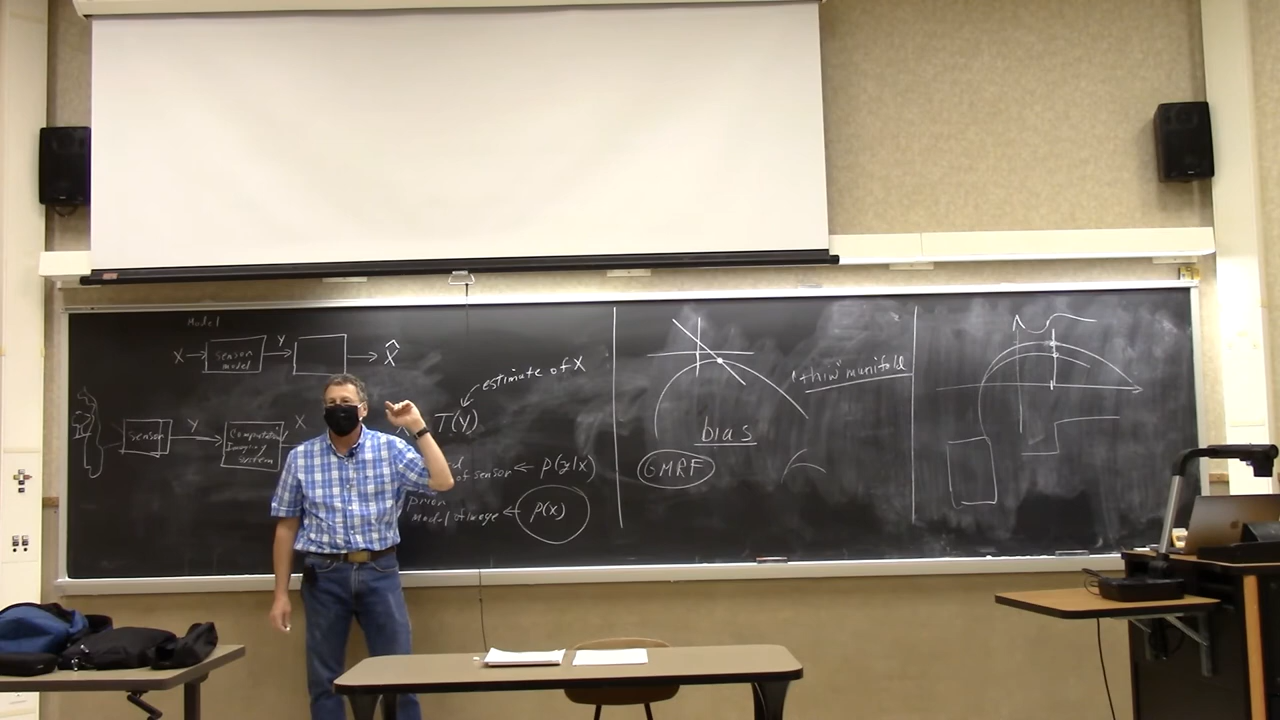 Model
X → sensor model Y → → X̂
estimate of X
sensor Y → Computational Imaging System X
T(Y)
of sensor ← p(y|x)
prior
model of image ← p(x)
"thin" manifold
bias
GMRF